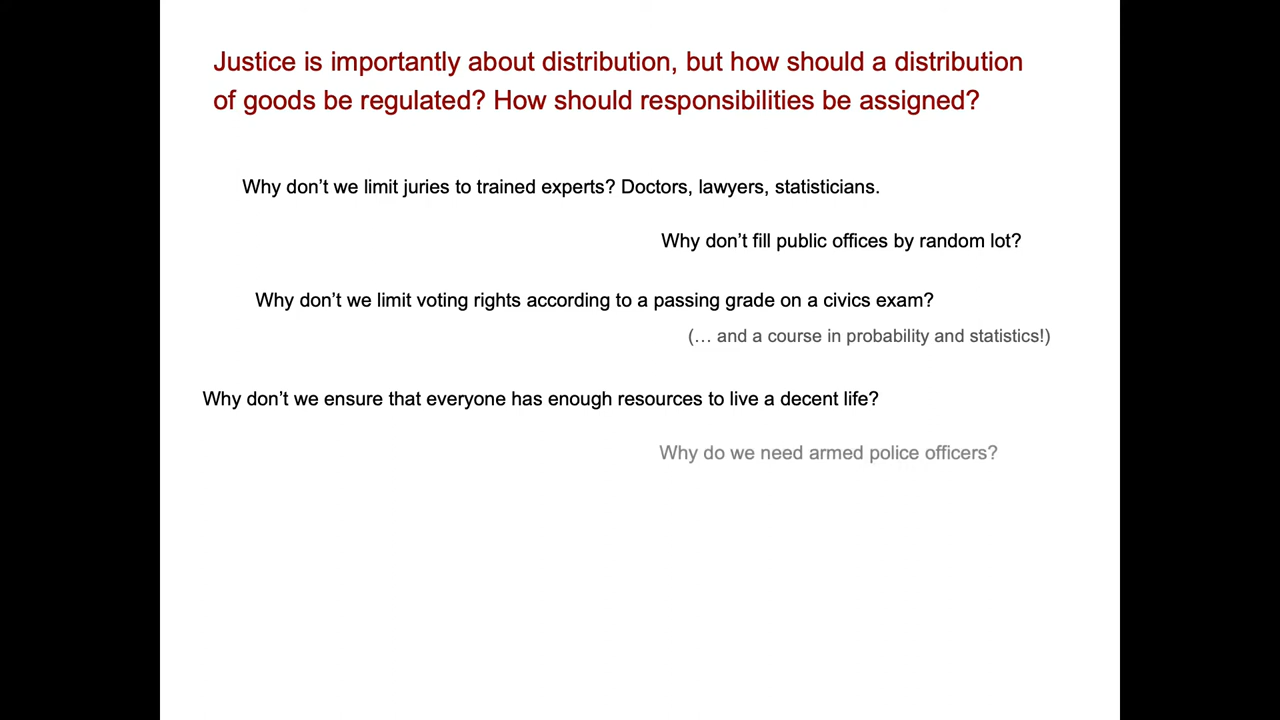 Justice is importantly about distribution, but how should a distribution
of goods be regulated? How should responsibilities be assigned?
Why don’t we limit juries to trained experts? Doctors, lawyers, statisticians.
Why don’t fill public offices by random lot?
Why don’t we limit voting rights according to a passing grade on a civics exam?
(… and a course in probability and statistics!)
Why don’t we ensure that everyone has enough resources to live a decent life?
Why do we need armed police officers?